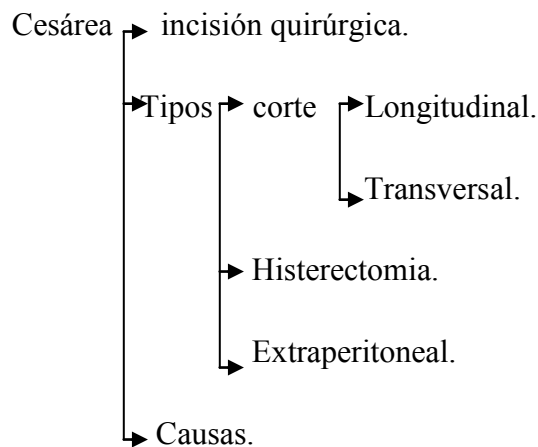 Cesárea incisión quirúrgica.
Tipos corte Longitudinal.
Transversal.
Histerectomia.
Extraperitoneal.
Causas.